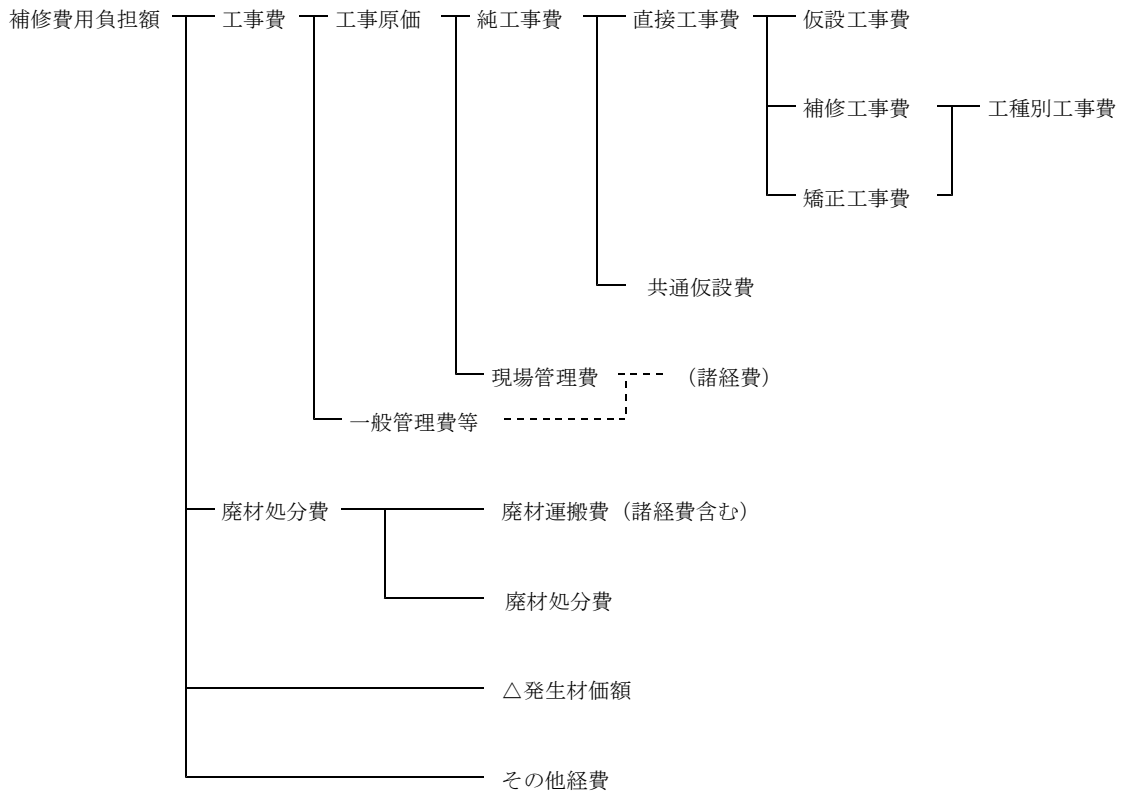 補修費用負担額 工事費 工事原価 純工事費 直接工事費 仮設工事費
補修工事費 工種別工事費
矯正工事費
共通仮設費
現場管理費 （諸経費）
一般管理費等
廃材処分費 廃材運搬費（諸経費含む）
廃材処分費
△発生材価額
その他経費